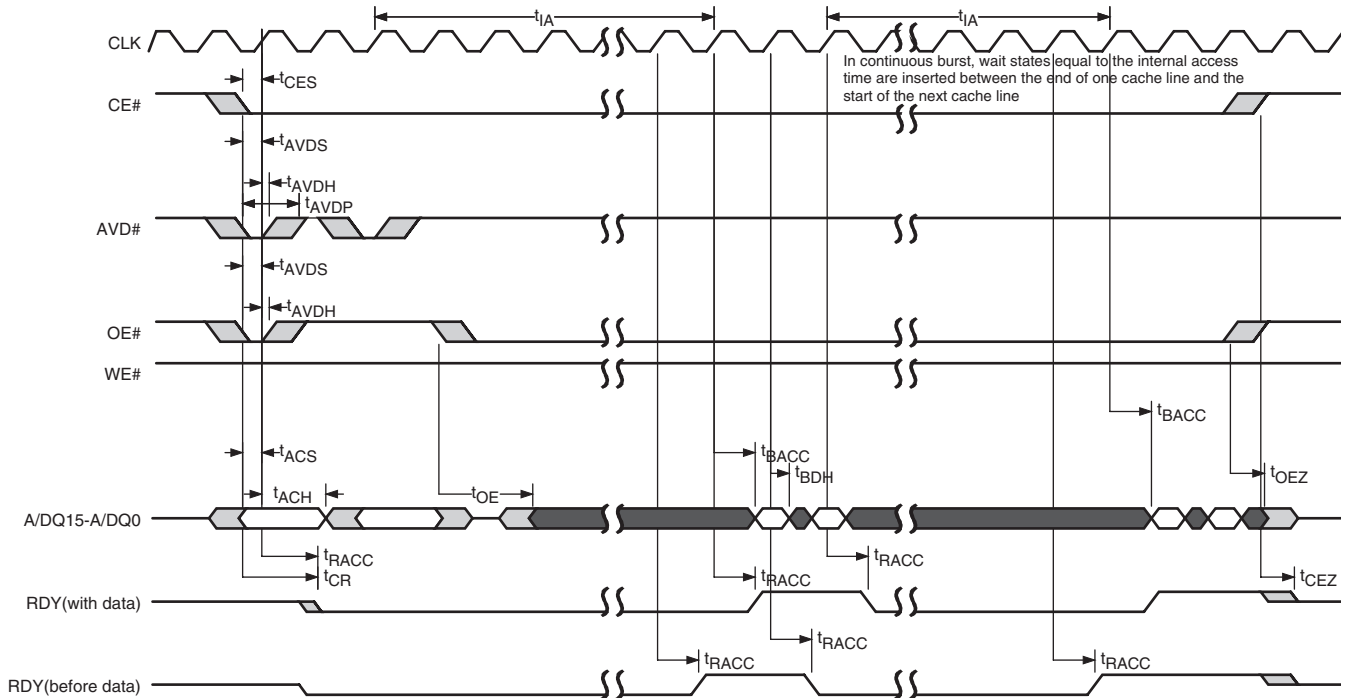 tIA tIA
CLK
In continuous burst, wait states equal to the internal access
time are inserted between the end of one cache line and the
start of the next cache line
tCES
CE#
tAVDS
tAVDH
tAVDP
AVD#
tAVDS
tAVDH
OE#
WE#
tBACC
tACS tBACC
tBDH tOEZ
tACH tOE
A/DQ15-A/DQ0
tRACC tRACC
tCR tRACC tCEZ
RDY(with data)
tRACC
tRACC tRACC
RDY(before data)